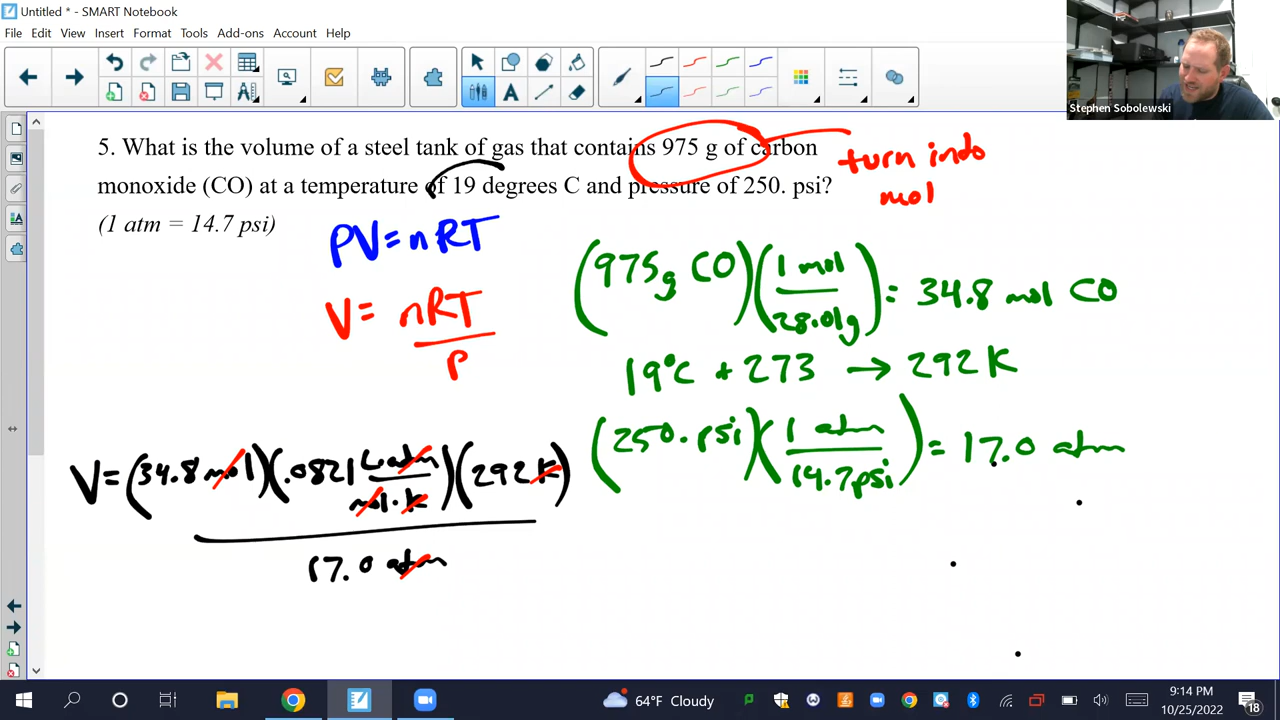 Untitled * - SMART Notebook
File Edit View Insert Format Tools Add-ons Account Help
Stephen Sobolewski
5. What is the volume of a steel tank of gas that contains 975 g of carbon
monoxide (CO) at a temperature of 19 degrees C and pressure of 250. psi?
(1 atm = 14.7 psi)
turn indo
mol
PV=nRT
V= nRT
P
(975g CO)(1 mol
28.01g) = 34.8 mol CO
19°C + 273 → 292 K
(250. psi)(1 atm
14.7psi) = 17.0 atm
V=(34.8 mol)(.0821 L atm
mol·K)(292 K)
17.0 atm
64°F Cloudy
9:14 PM
10/25/2022
18